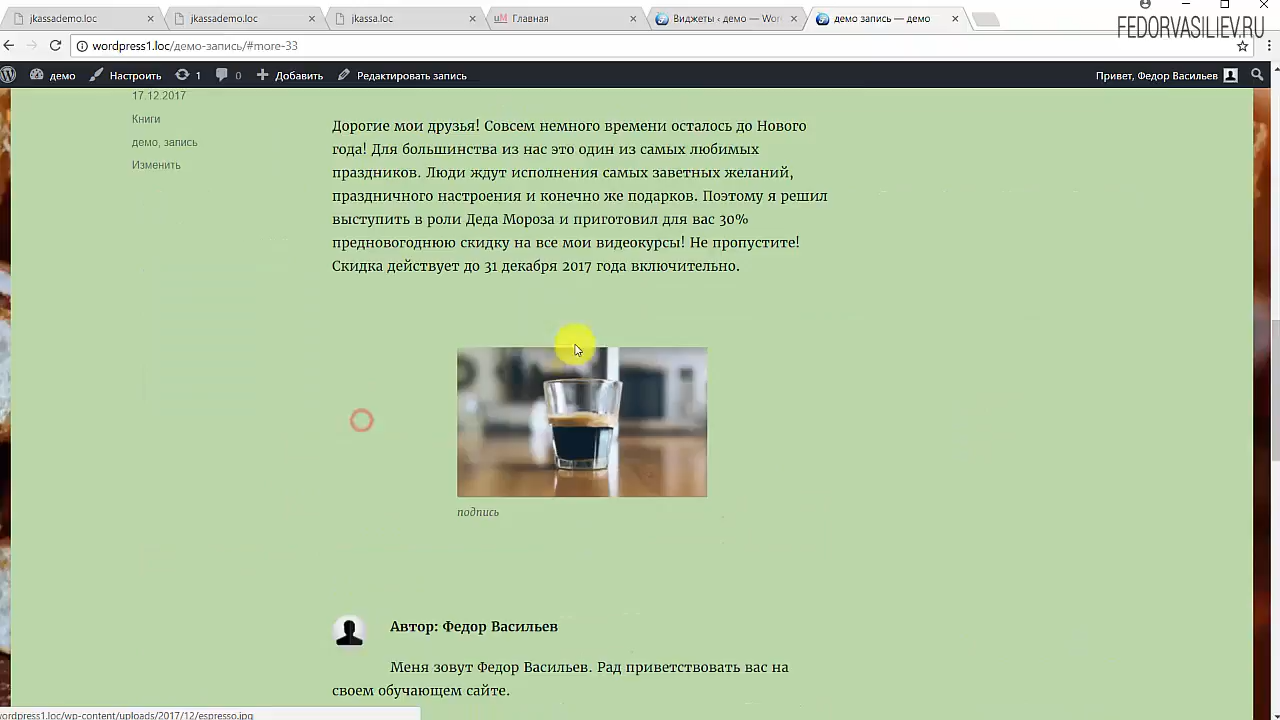 jkassademo.loc
jkassademo.loc
jkassa.loc
uM Главная
Виджеты ‹ демо — Wor
демо запись — демо
FEDORVASILIEV.RU
wordpress1.loc/демо-запись/#more-33
демо
Настроить
1
0
Добавить
Редактировать запись
Привет, Федор Васильев
17.12.2017
Книги
демо, запись
Изменить
Дорогие мои друзья! Совсем немного времени осталось до Нового
года! Для большинства из нас это один из самых любимых
праздников. Люди ждут исполнения самых заветных желаний,
праздничного настроения и конечно же подарков. Поэтому я решил
выступить в роли Деда Мороза и приготовил для вас 30%
предновогоднюю скидку на все мои видеокурсы! Не пропустите!
Скидка действует до 31 декабря 2017 года включительно.
подпись
Автор: Федор Васильев
Меня зовут Федор Васильев. Рад приветствовать вас на
своем обучающем сайте.
ordpress1.loc/wp-content/uploads/2017/12/espresso.jpg